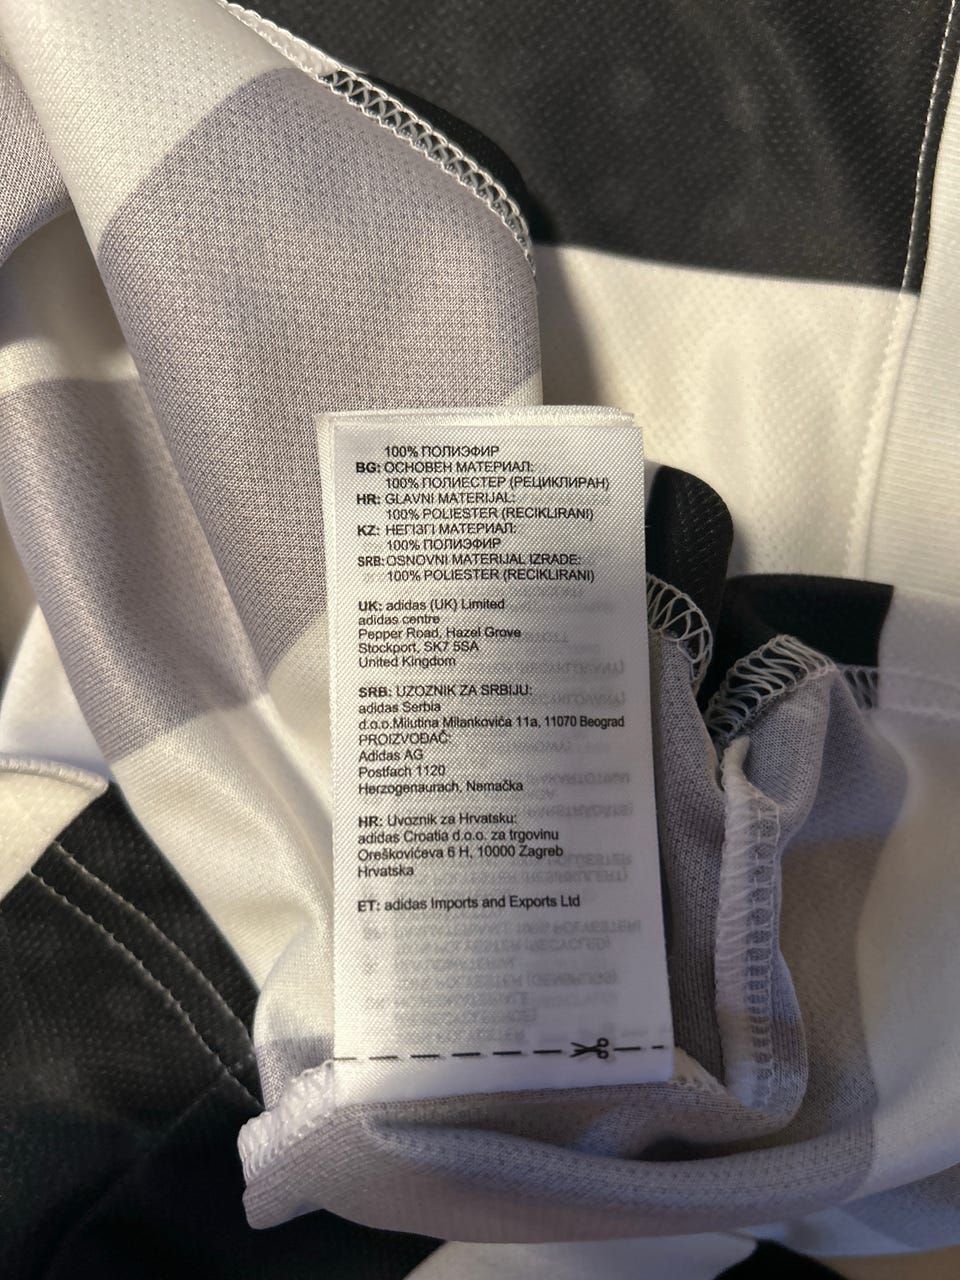 100% ПОЛИЭФИР
BG: ОСНОВЕН МАТЕРИАЛ:
100% ПОЛИЕСТЕР (РЕЦИКЛИРАН)
HR: GLAVNI MATERIJAL:
100% POLIESTER (RECIKLIRANI)
KZ: НЕГІЗГІ МАТЕРИАЛ:
100% ПОЛИЭФИР
SRB: OSNOVNI MATERIJAL IZRADE:
100% POLIESTER (RECIKLIRANI)
UK: adidas (UK) Limited
adidas centre
Pepper Road, Hazel Grove
Stockport, SK7 5SA
United Kingdom
SRB: UZOZNIK ZA SRBIJU:
adidas Serbia
d.o.o.Milutina Milankovića 11a, 11070 Beograd
PROIZVOĐAČ:
Adidas AG
Postfach 1120
Herzogenaurach, Nemačka
HR: Uvoznik za Hrvatsku:
adidas Croatia d.o.o. za trgovinu
Oreškovićeva 6 H, 10000 Zagreb
Hrvatska
ET: adidas Imports and Exports Ltd